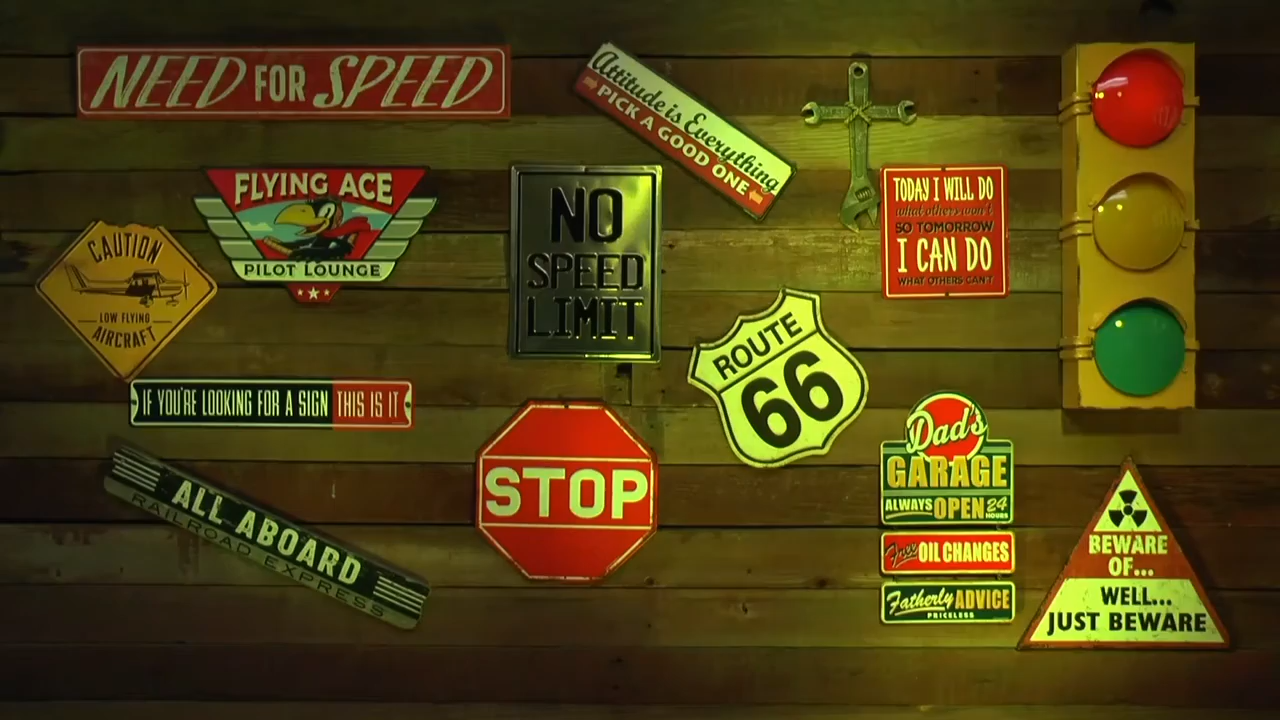 NEED FOR SPEED
Attitude is Everything
PICK A GOOD ONE
FLYING ACE
PILOT LOUNGE
NO
SPEED
LIMIT
TODAY I WILL DO
what others won't
SO TOMORROW
I CAN DO
WHAT OTHERS CAN'T
CAUTION
LOW FLYING
AIRCRAFT
ROUTE
66
IF YOU'RE LOOKING FOR A SIGN THIS IS IT
STOP
Dad's
GARAGE
ALWAYS OPEN 24
HOURS
Free OIL CHANGES
Fatherly ADVICE
PRICELESS
ALL ABOARD
RAILROAD EXPRESS
BEWARE
OF...
WELL...
JUST BEWARE